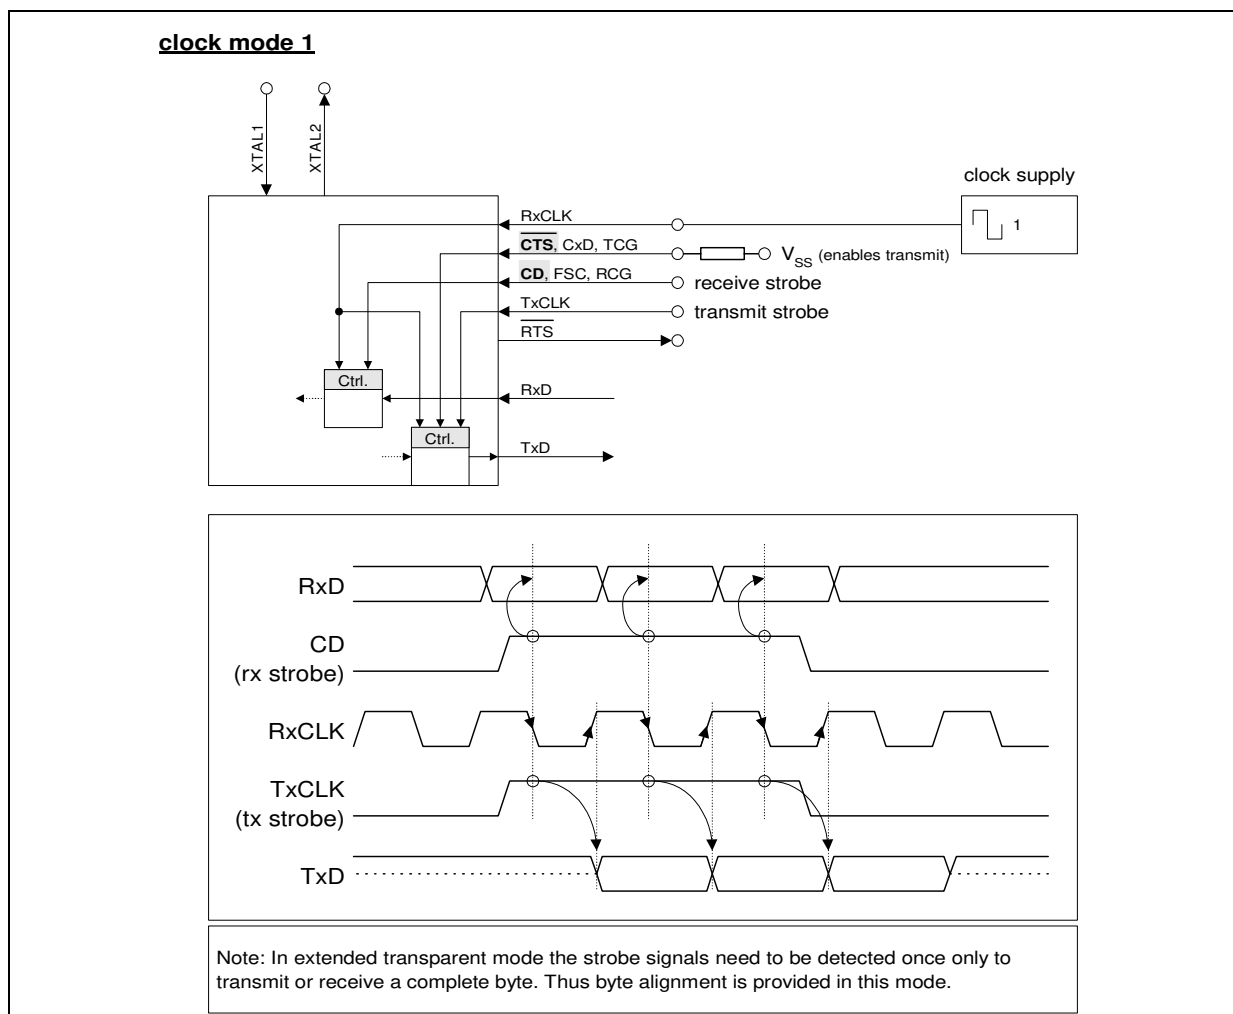 clock mode 1
XTAL1
XTAL2
clock supply
RxCLK
1
CTS, CxD, TCG
VSS (enables transmit)
CD, FSC, RCG
receive strobe
TxCLK
transmit strobe
RTS
Ctrl.
RxD
Ctrl.
TxD
RxD
CD
(rx strobe)
RxCLK
TxCLK
(tx strobe)
TxD
Note: In extended transparent mode the strobe signals need to be detected once only to
transmit or receive a complete byte. Thus byte alignment is provided in this mode.